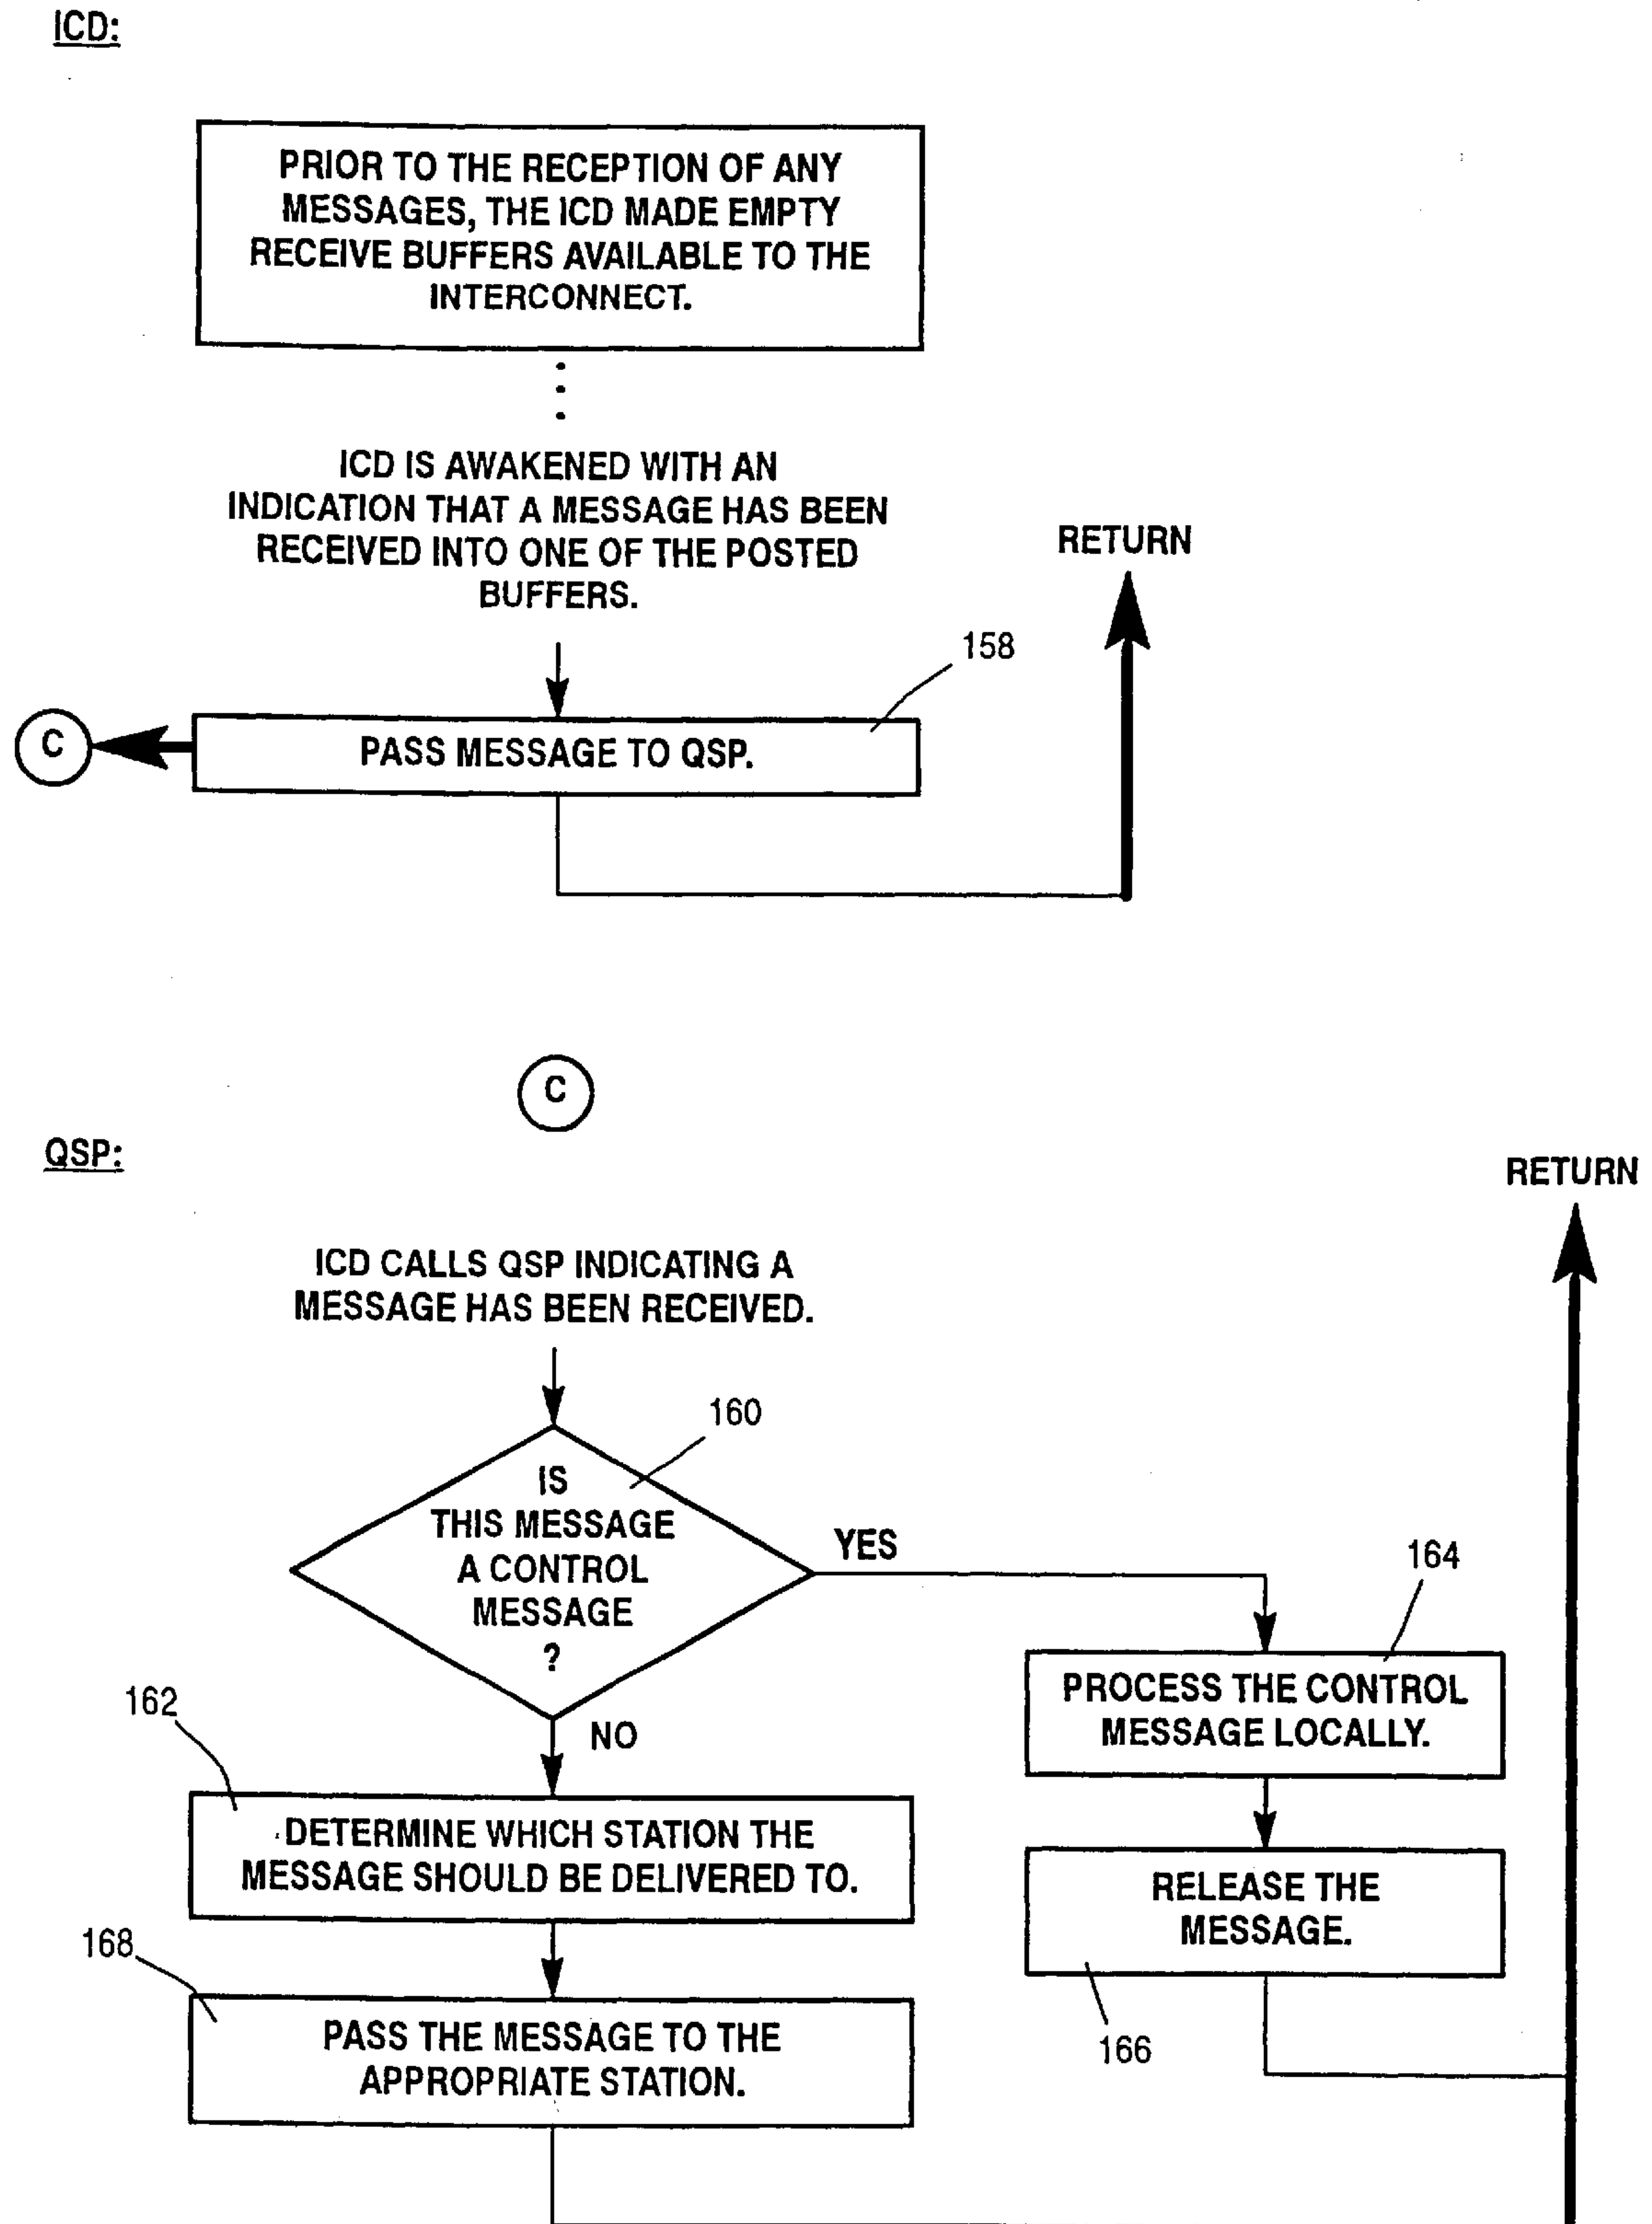 ICD:
PRIOR TO THE RECEPTION OF ANY
MESSAGES, THE ICD MADE EMPTY
RECEIVE BUFFERS AVAILABLE TO THE
INTERCONNECT.
ICD IS AWAKENED WITH AN
INDICATION THAT A MESSAGE HAS BEEN
RECEIVED INTO ONE OF THE POSTED
BUFFERS.
RETURN
158
C
PASS MESSAGE TO QSP.
C
QSP:
RETURN
ICD CALLS QSP INDICATING A
MESSAGE HAS BEEN RECEIVED.
160
IS
THIS MESSAGE
A CONTROL
MESSAGE
?
YES
164
PROCESS THE CONTROL
MESSAGE LOCALLY.
162
NO
DETERMINE WHICH STATION THE
MESSAGE SHOULD BE DELIVERED TO.
RELEASE THE
MESSAGE.
168
166
PASS THE MESSAGE TO THE
APPROPRIATE STATION.